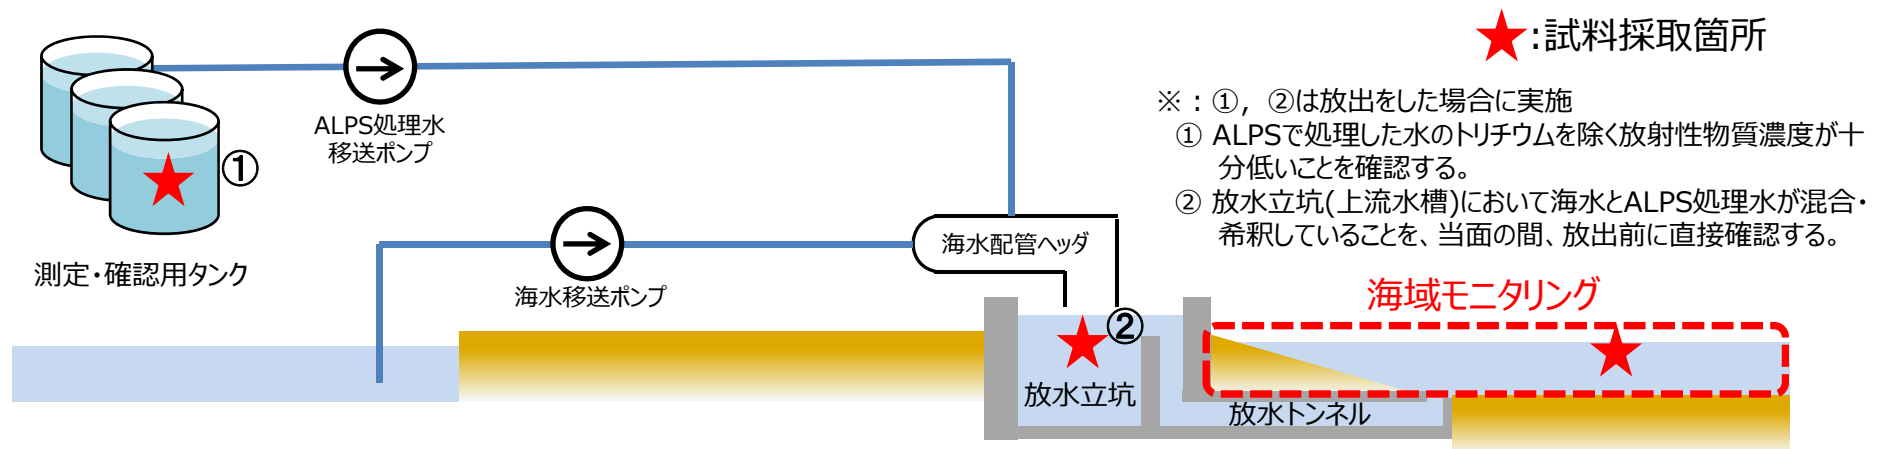 ★:試料採取箇所
※:①,②は放出をした場合に実施
① ALPSで処理した水のトリチウムを除く放射性物質濃度が十
分低いことを確認する。
② 放水立坑(上流水槽)において海水とALPS処理水が混合・
希釈していることを、当面の間、放出前に直接確認する。
ALPS処理水
移送ポンプ
①
測定・確認用タンク
海水配管ヘッダ
海水移送ポンプ
海域モニタリング
②
放水立坑
放水トンネル